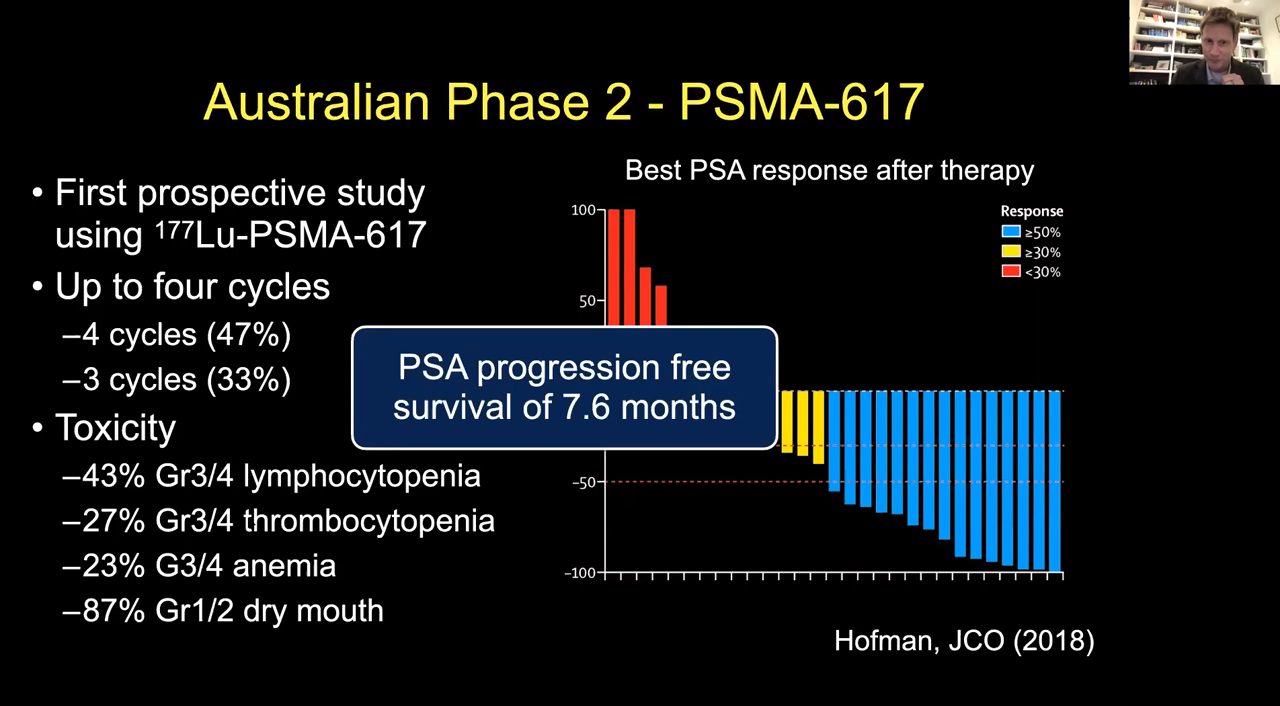 Australian Phase 2 - PSMA-617
• First prospective study
using ¹⁷⁷Lu-PSMA-617
• Up to four cycles
–4 cycles (47%)
–3 cycles (33%)
• Toxicity
–43% Gr3/4 lymphocytopenia
–27% Gr3/4 thrombocytopenia
–23% G3/4 anemia
–87% Gr1/2 dry mouth
PSA progression free
survival of 7.6 months
Best PSA response after therapy
100
50
–50
–100
Response
≥50%
≥30%
<30%
Hofman, JCO (2018)